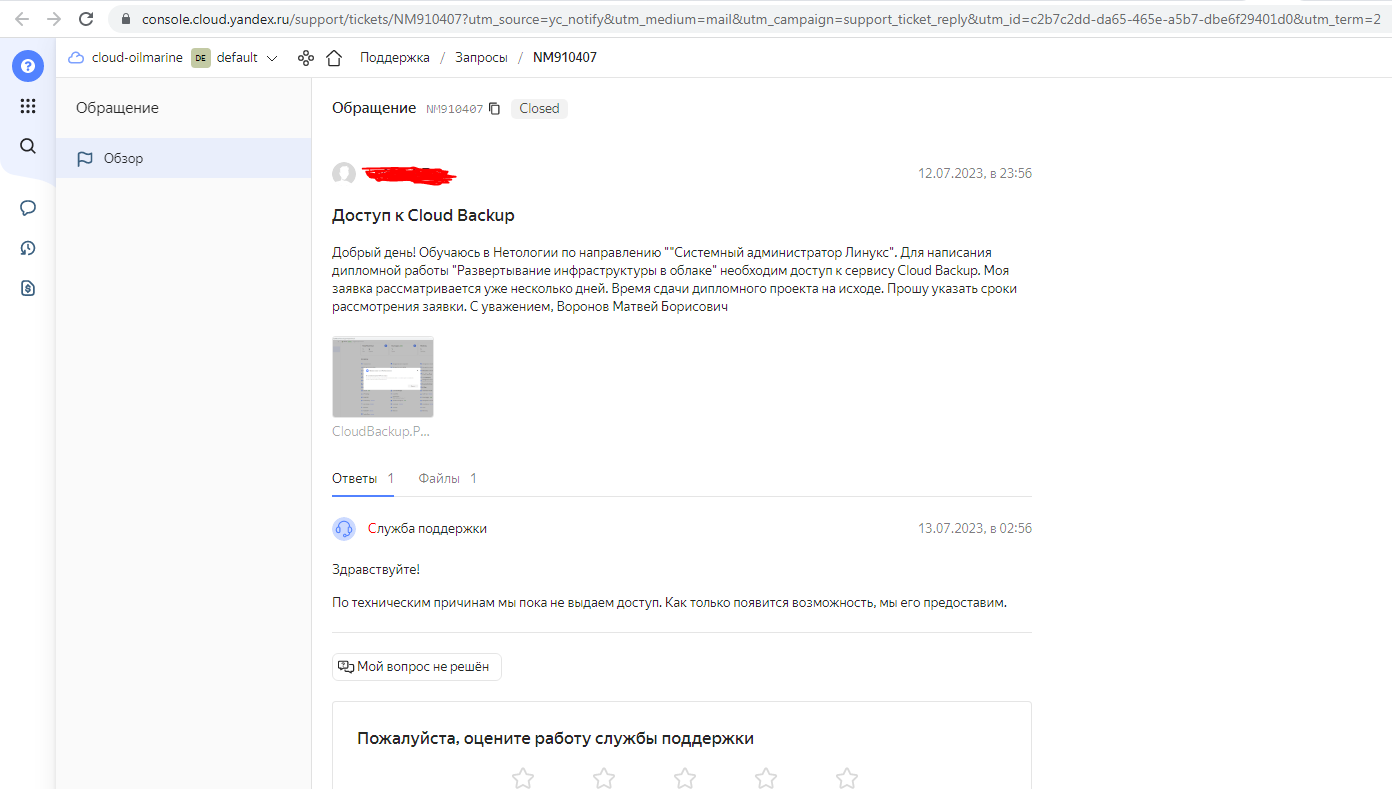 console.cloud.yandex.ru/support/tickets/NM910407?utm_source=yc_notify&utm_medium=mail&utm_campaign=support_ticket_reply&utm_id=c2b7c2dd-da65-465e-a5b7-dbe6f29401d0&utm_term=2
cloud-oilmarine DE default Поддержка / Запросы / NM910407
Обращение
Обзор
Обращение NM910407 Closed
12.07.2023, в 23:56
Доступ к Cloud Backup
Добрый день! Обучаюсь в Нетологии по направлению ""Системный администратор Линукс". Для написания
дипломной работы "Развертывание инфраструктуры в облаке" необходим доступ к сервису Cloud Backup. Моя
заявка рассматривается уже несколько дней. Время сдачи дипломного проекта на исходе. Прошу указать сроки
рассмотрения заявки. С уважением, Воронов Матвей Борисович
CloudBackup.P...
Ответы 1 Файлы 1
Служба поддержки 13.07.2023, в 02:56
Здравствуйте!
По техническим причинам мы пока не выдаем доступ. Как только появится возможность, мы его предоставим.
Мой вопрос не решён
Пожалуйста, оцените работу службы поддержки